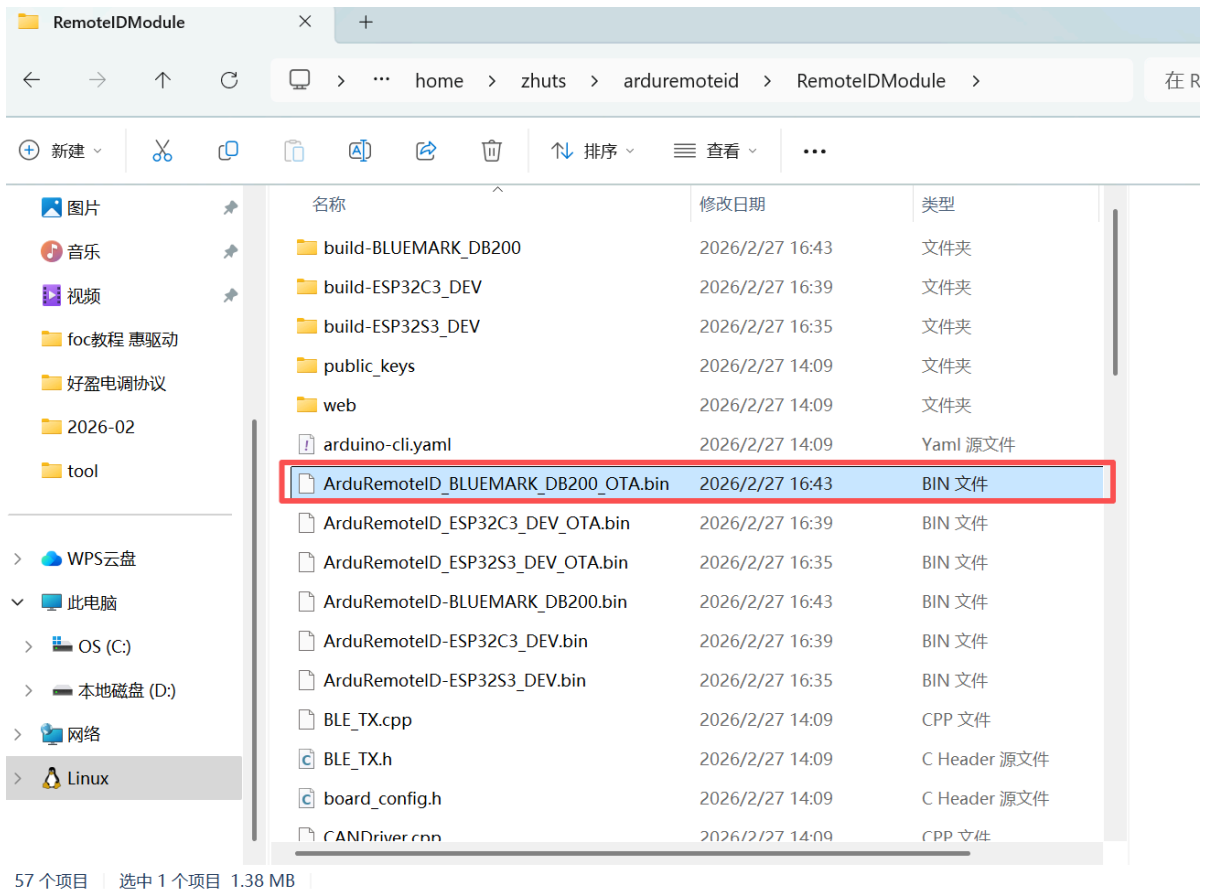 RemoteIDModule
··· home > zhuts > arduremoteid > RemoteIDModule > 在 R
新建 排序 查看 ···
图片
音乐
视频
foc教程 惠驱动
好盈电调协议
2026-02
tool
WPS云盘
此电脑
OS (C:)
本地磁盘 (D:)
网络
Linux
名称 修改日期 类型
build-BLUEMARK_DB200 2026/2/27 16:43 文件夹
build-ESP32C3_DEV 2026/2/27 16:39 文件夹
build-ESP32S3_DEV 2026/2/27 16:35 文件夹
public_keys 2026/2/27 14:09 文件夹
web 2026/2/27 14:09 文件夹
arduino-cli.yaml 2026/2/27 14:09 Yaml 源文件
ArduRemoteID_BLUEMARK_DB200_OTA.bin 2026/2/27 16:43 BIN 文件
ArduRemoteID_ESP32C3_DEV_OTA.bin 2026/2/27 16:39 BIN 文件
ArduRemoteID_ESP32S3_DEV_OTA.bin 2026/2/27 16:35 BIN 文件
ArduRemoteID-BLUEMARK_DB200.bin 2026/2/27 16:43 BIN 文件
ArduRemoteID-ESP32C3_DEV.bin 2026/2/27 16:39 BIN 文件
ArduRemoteID-ESP32S3_DEV.bin 2026/2/27 16:35 BIN 文件
BLE_TX.cpp 2026/2/27 14:09 CPP 文件
BLE_TX.h 2026/2/27 14:09 C Header 源文件
board_config.h 2026/2/27 14:09 C Header 源文件
CANDriver.cpp 2026/2/27 14:09 CPP 文件
57 个项目 选中 1 个项目 1.38 MB